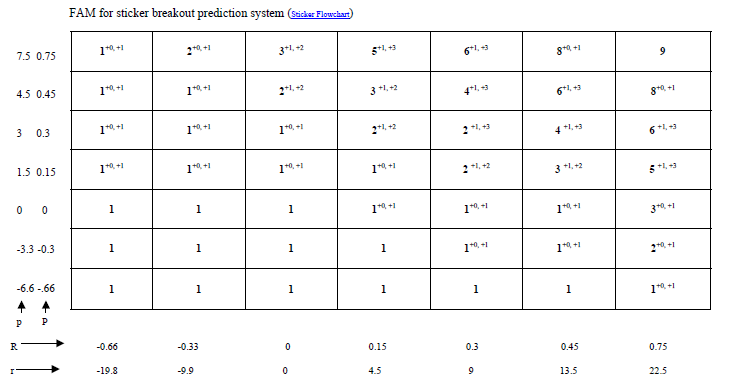 FAM for sticker breakout prediction system (Sticker Flowchart)
7.5 0.75 1+0, +1 2+0, +1 3+1, +2 5+1, +3 6+1, +3 8+0, +1 9
4.5 0.45 1+0, +1 1+0, +1 2+1, +2 3 +1, +2 4+1, +3 6+1, +3 8+0, +1
3 0.3 1+0, +1 1+0, +1 1+0, +1 2+1, +2 2 +1, +3 4 +1, +3 6 +1, +3
1.5 0.15 1+0, +1 1+0, +1 1+0, +1 1+0, +1 2 +1, +2 3 +1, +2 5 +1, +3
0 0 1 1 1 1+0, +1 1+0, +1 1+0, +1 3+0, +1
-3.3 -0.3 1 1 1 1 1+0, +1 1+0, +1 2+0, +1
-6.6 -.66 1 1 1 1 1 1 1+0, +1
p P
R -0.66 -0.33 0 0.15 0.3 0.45 0.75
r -19.8 -9.9 0 4.5 9 13.5 22.5